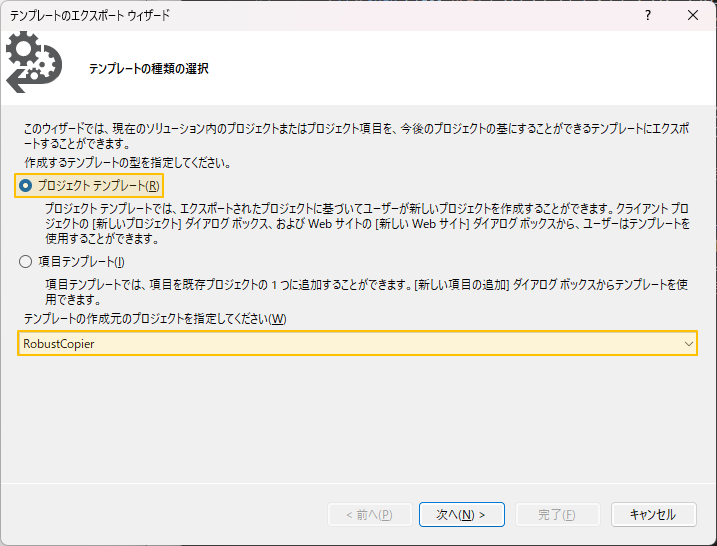 テンプレートのエクスポート ウィザード
?
テンプレートの種類の選択
このウィザードでは、現在のソリューション内のプロジェクトまたはプロジェクト項目を、今後のプロジェクトの基にすることができるテンプレートにエクスポ
ートすることができます。
作成するテンプレートの型を指定してください。
プロジェクト テンプレート(R)
プロジェクト テンプレートでは、エクスポートされたプロジェクトに基づいてユーザーが新しいプロジェクトを作成することができます。クライアント プロ
ジェクトの [新しいプロジェクト] ダイアログ ボックス、および Web サイトの [新しい Web サイト] ダイアログ ボックスから、ユーザーはテンプレートを
使用することができます。
項目テンプレート(I)
項目テンプレートでは、項目を既存プロジェクトの 1 つに追加することができます。[新しい項目の追加] ダイアログ ボックスからテンプレートを使
用できます。
テンプレートの作成元のプロジェクトを指定してください(W)
RobustCopier
< 前へ(P)
次へ(N) >
完了(F)
キャンセル